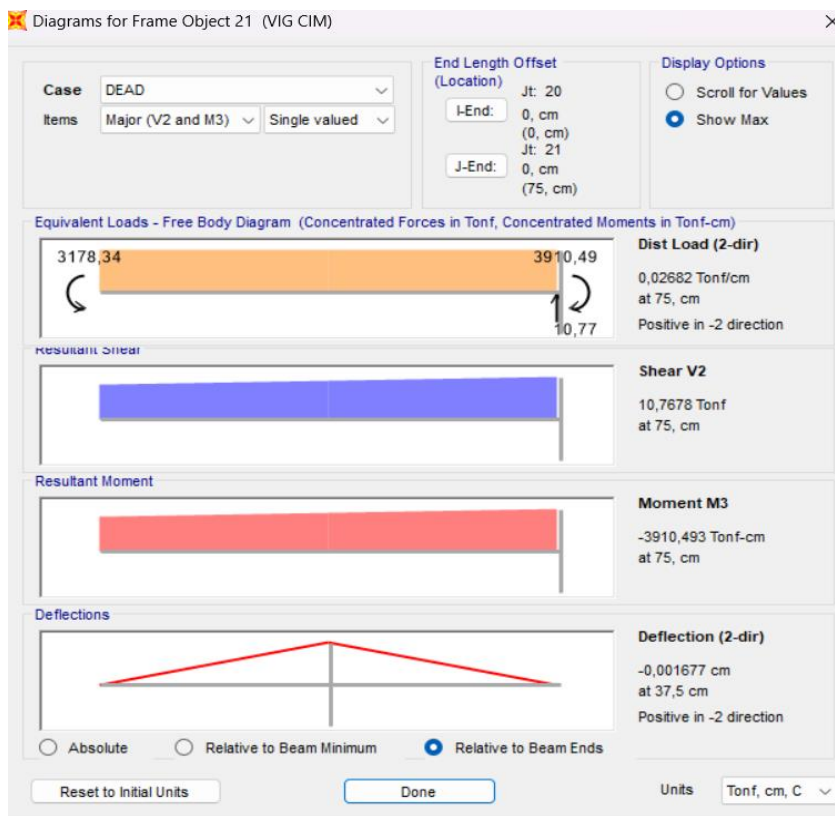 Diagrams for Frame Object 21 (VIG CIM)
End Length Offset
(Location)
Display Options
Case DEAD
Items Major (V2 and M3) Single valued
Jt: 20
I-End: 0, cm
(0, cm)
Jt: 21
J-End: 0, cm
(75, cm)
Scroll for Values
Show Max
Equivalent Loads - Free Body Diagram (Concentrated Forces in Tonf, Concentrated Moments in Tonf-cm)
3178,34
3910,49
10,77
Dist Load (2-dir)
0,02682 Tonf/cm
at 75, cm
Positive in -2 direction
Resultant Shear
Shear V2
10,7678 Tonf
at 75, cm
Resultant Moment
Moment M3
-3910,493 Tonf-cm
at 75, cm
Deflections
Deflection (2-dir)
-0,001677 cm
at 37,5 cm
Positive in -2 direction
Absolute Relative to Beam Minimum Relative to Beam Ends
Reset to Initial Units Done Units Tonf, cm, C